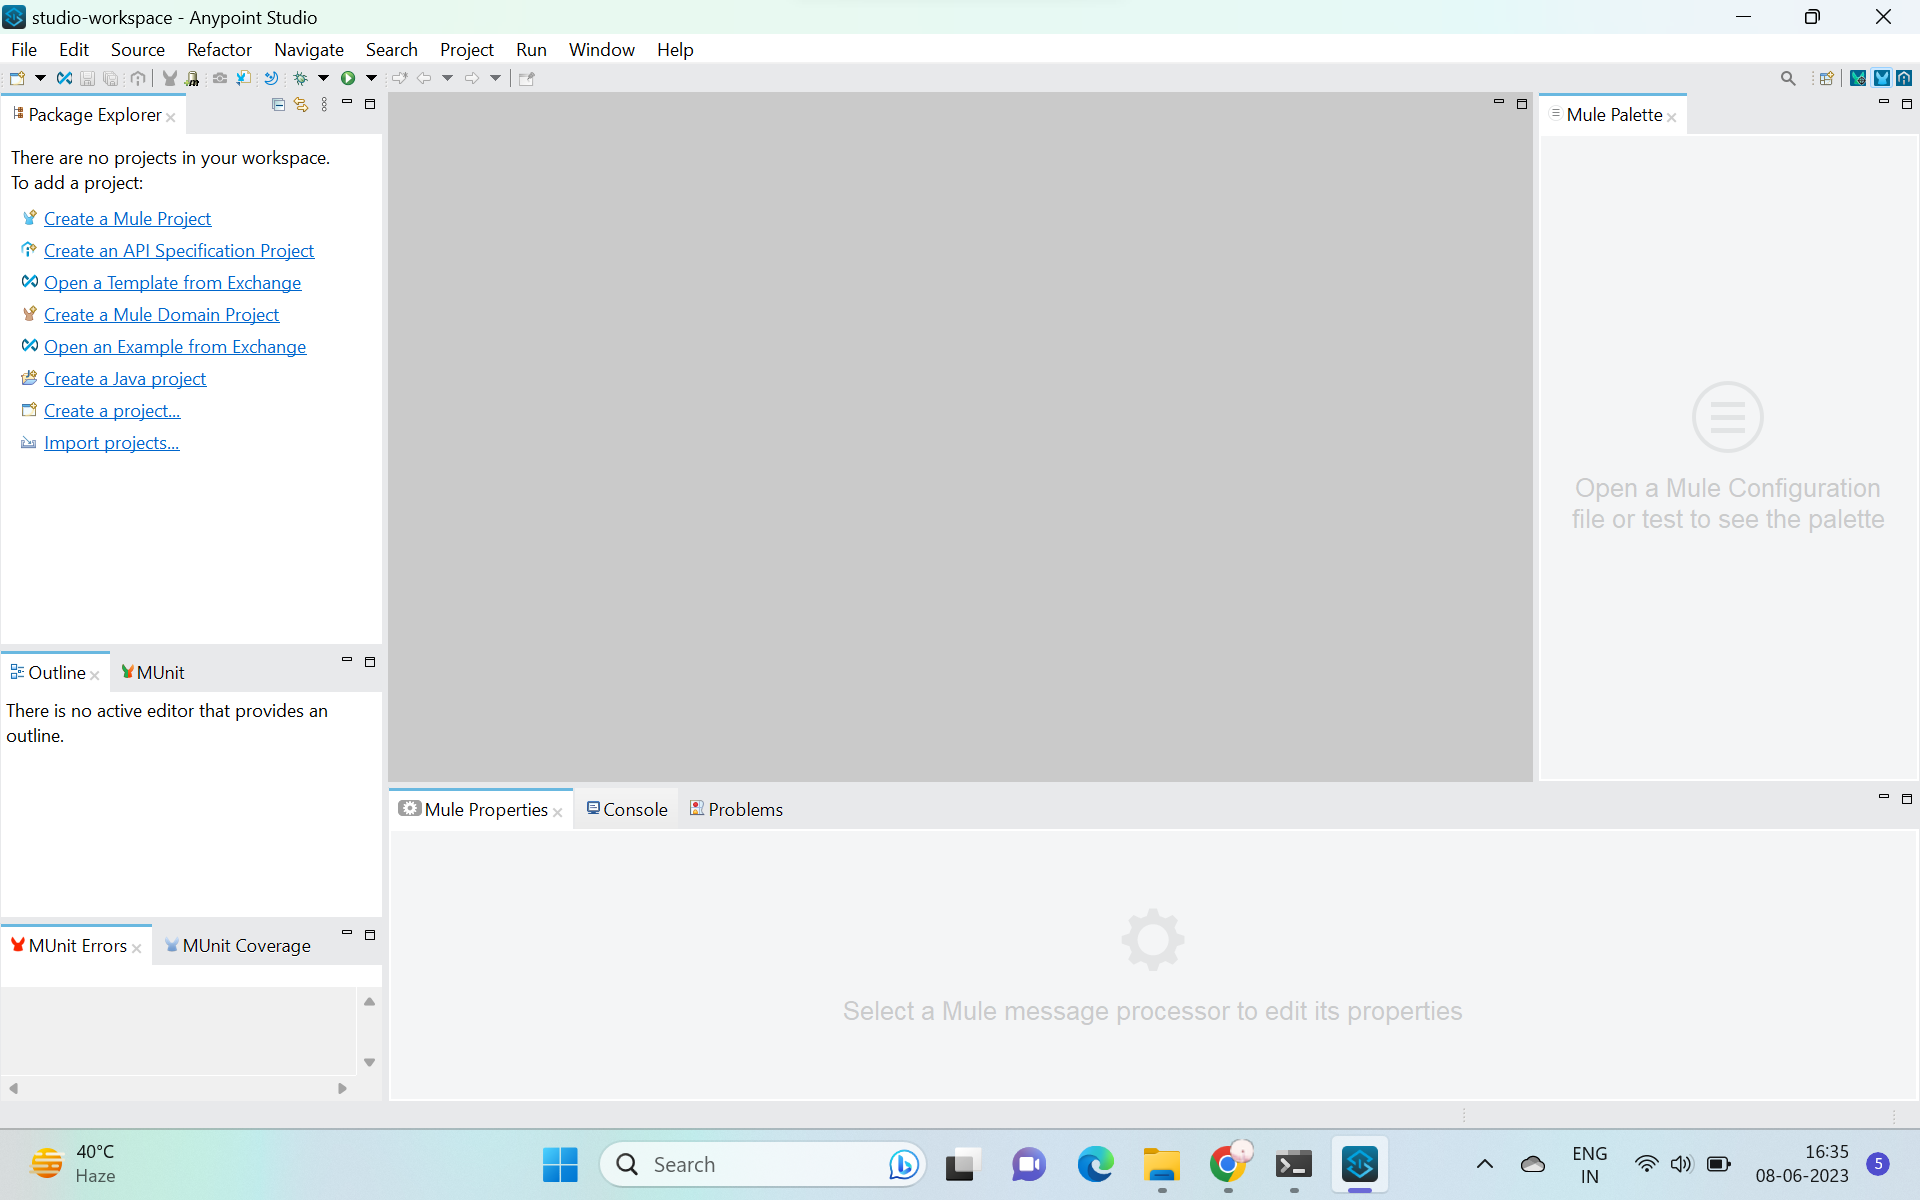 studio-workspace - Anypoint Studio
File Edit Source Refactor Navigate Search Project Run Window Help
Package Explorer
There are no projects in your workspace.
To add a project:
Create a Mule Project
Create an API Specification Project
Open a Template from Exchange
Create a Mule Domain Project
Open an Example from Exchange
Create a Java project
Create a project...
Import projects...
Mule Palette
Open a Mule Configuration
file or test to see the palette
Outline MUnit
There is no active editor that provides an
outline.
Mule Properties Console Problems
Select a Mule message processor to edit its properties
MUnit Errors MUnit Coverage
40°C
Haze
Search
ENG
IN
16:35
08-06-2023
5